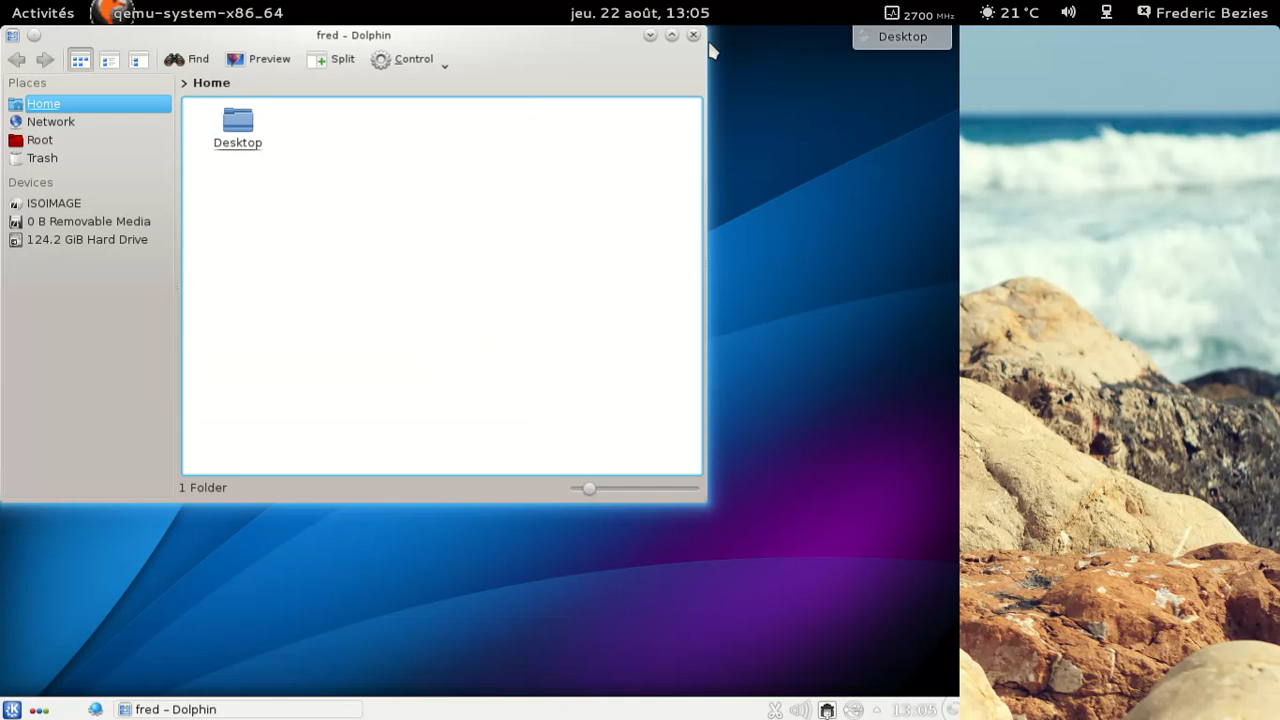 Activités qemu-system-x86_64 jeu. 22 août, 13:05 2700 MHz 21 °C Frederic Bezies
fred – Dolphin
Desktop
Find Preview Split Control
Places
Home
Network
Root
Trash
Devices
ISOIMAGE
0 B Removable Media
124.2 GiB Hard Drive
> Home
Desktop
1 Folder
fred – Dolphin 13:05